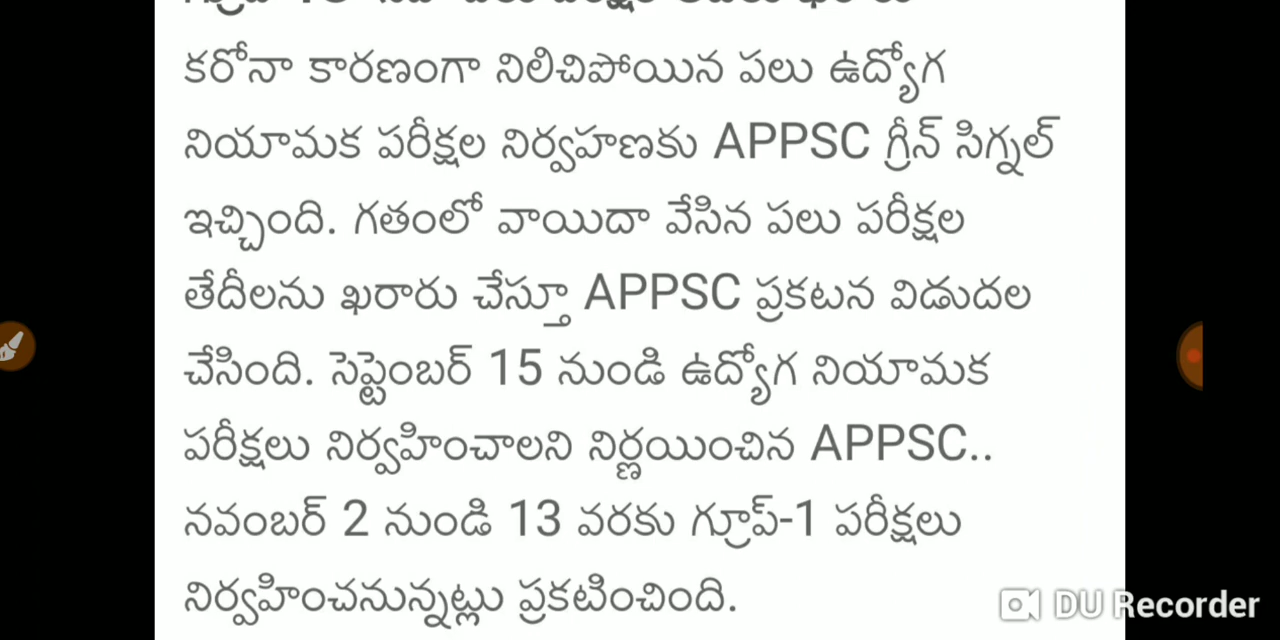 కరోనా కారణంగా నిలిచిపోయిన పలు ఉద్యోగ
నియామక పరీక్షల నిర్వహణకు APPSC గ్రీన్ సిగ్నల్
ఇచ్చింది. గతంలో వాయిదా వేసిన పలు పరీక్షల
తేదీలను ఖరారు చేస్తూ APPSC ప్రకటన విడుదల
చేసింది. సెప్టెంబర్ 15 నుండి ఉద్యోగ నియామక
పరీక్షలు నిర్వహించాలని నిర్ణయించిన APPSC..
నవంబర్ 2 నుండి 13 వరకు గ్రూప్-1 పరీక్షలు
నిర్వహించనున్నట్లు ప్రకటించింది.
DU Recorder